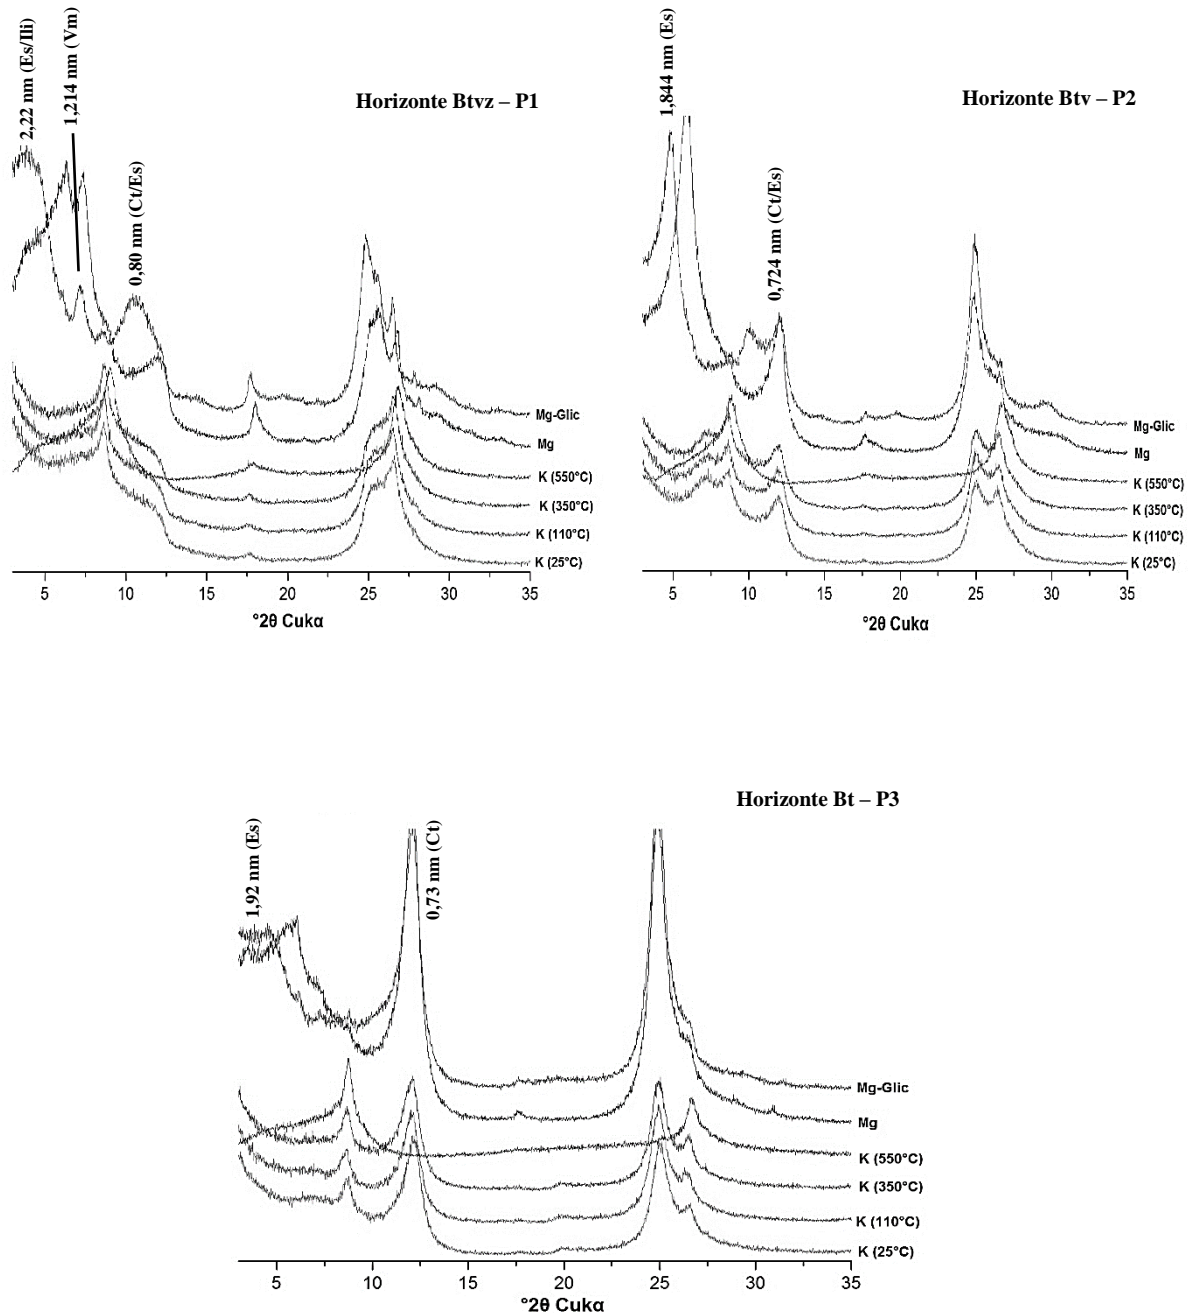 2,22 nm (Es/Ili)
1,214 nm (Vm)
0,80 nm (Ct/Es)
Horizonte Btvz – P1
Mg-Glic
Mg
K (550°C)
K (350°C)
K (110°C)
K (25°C)
5 10 15 20 25 30 35
°2θ Cukα
1,844 nm (Es)
0,724 nm (Ct/Es)
Horizonte Btv – P2
Mg-Glic
Mg
K (550°C)
K (350°C)
K (110°C)
K (25°C)
5 10 15 20 25 30 35
°2θ Cukα
Horizonte Bt – P3
1,92 nm (Es)
0,73 nm (Ct)
Mg-Glic
Mg
K (550°C)
K (350°C)
K (110°C)
K (25°C)
5 10 15 20 25 30 35
°2θ Cukα